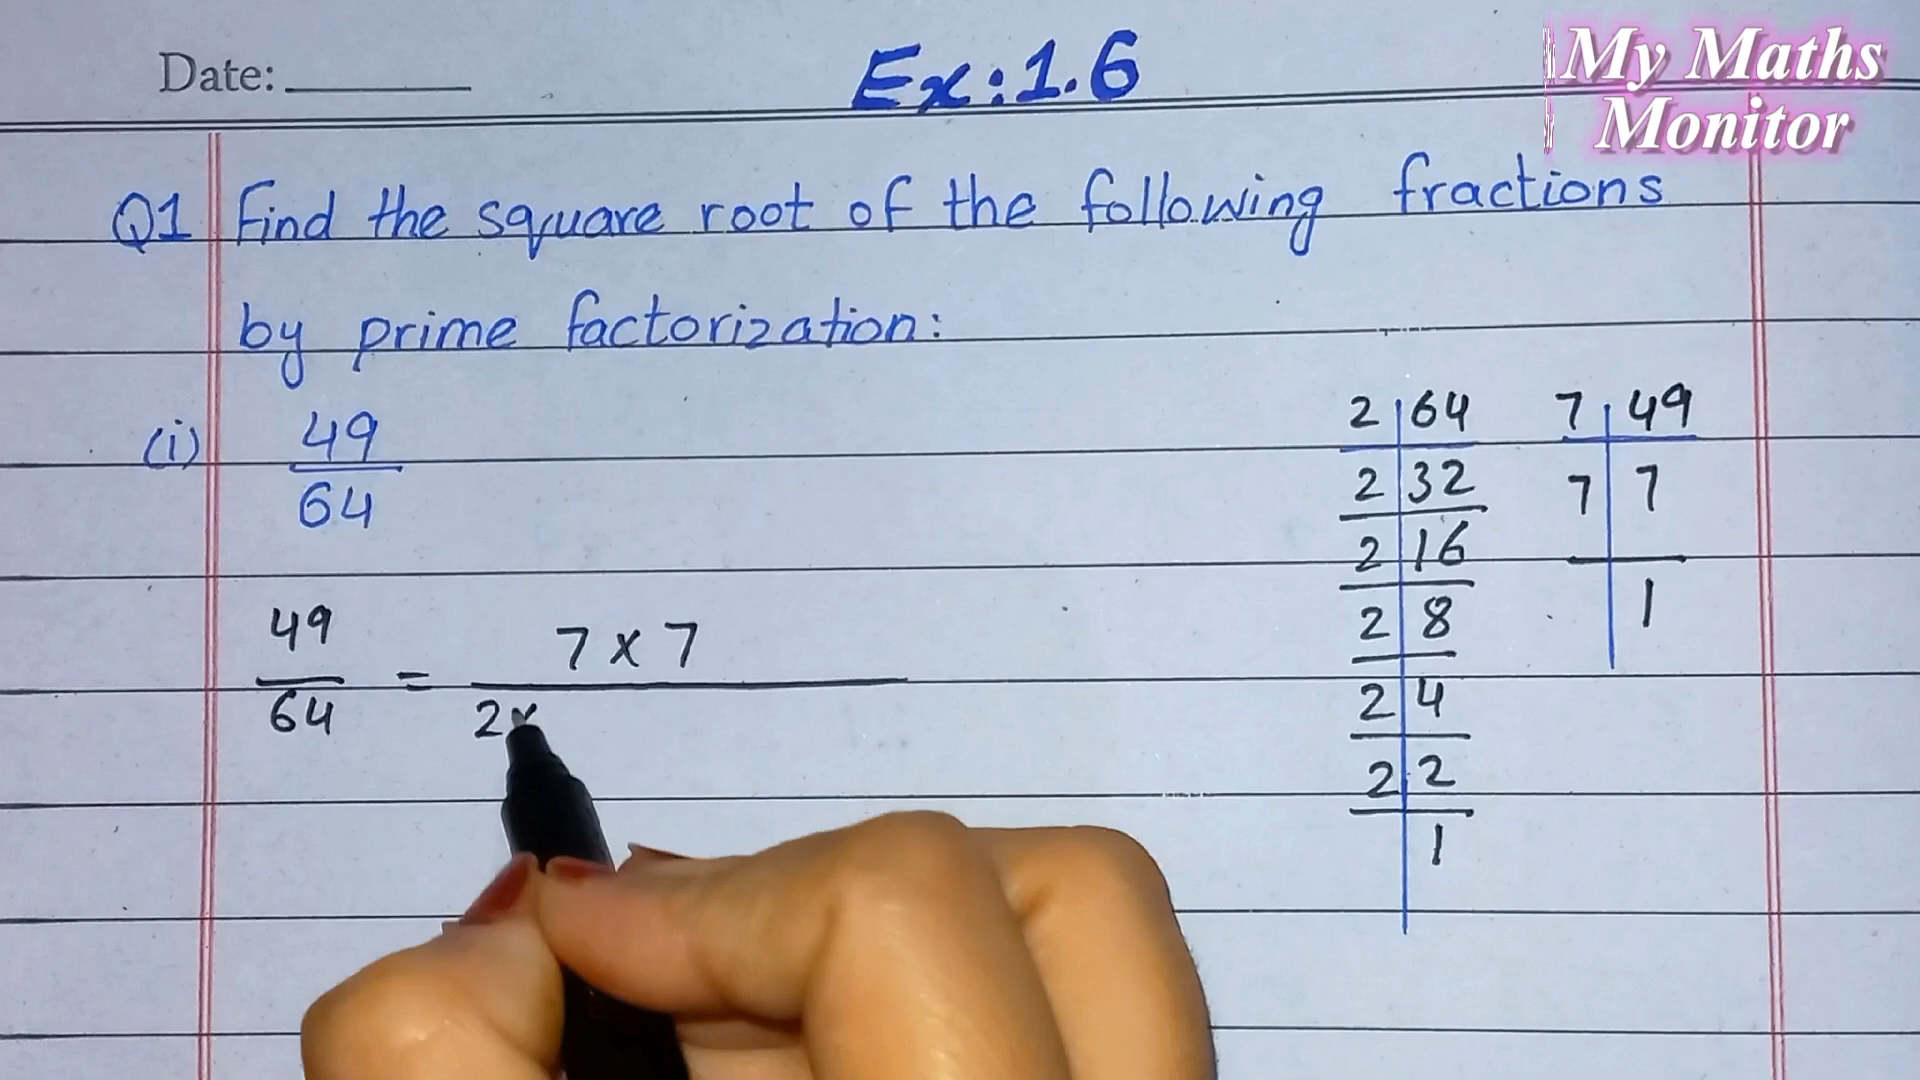 Date:
Ex:1.6
My Maths
Monitor
Q1 Find the square root of the following fractions
by prime factorization:
(i) 49
64
2 64
2 32
2 16
2 8
2 4
2 2
1
7 49
7 7
1
49
64
=
7 x 7
2x